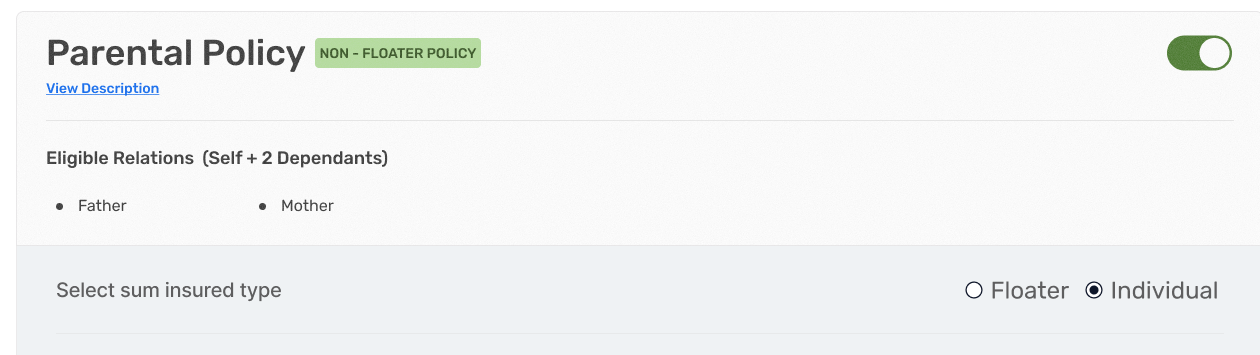 Parental Policy NON - FLOATER POLICY
View Description
Eligible Relations (Self + 2 Dependants)
Father Mother
Select sum insured type Floater Individual